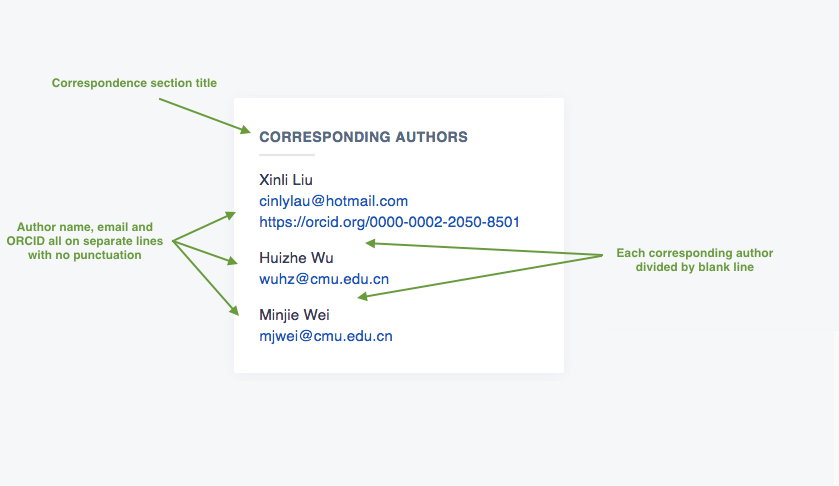 Correspondence section title
CORRESPONDING AUTHORS
Xinli Liu
cinlylau@hotmail.com
https://orcid.org/0000-0002-2050-8501
Author name, email and
ORCID all on separate lines
with no punctuation
Huizhe Wu
wuhz@cmu.edu.cn
Each corresponding author
divided by blank line
Minjie Wei
mjwei@cmu.edu.cn